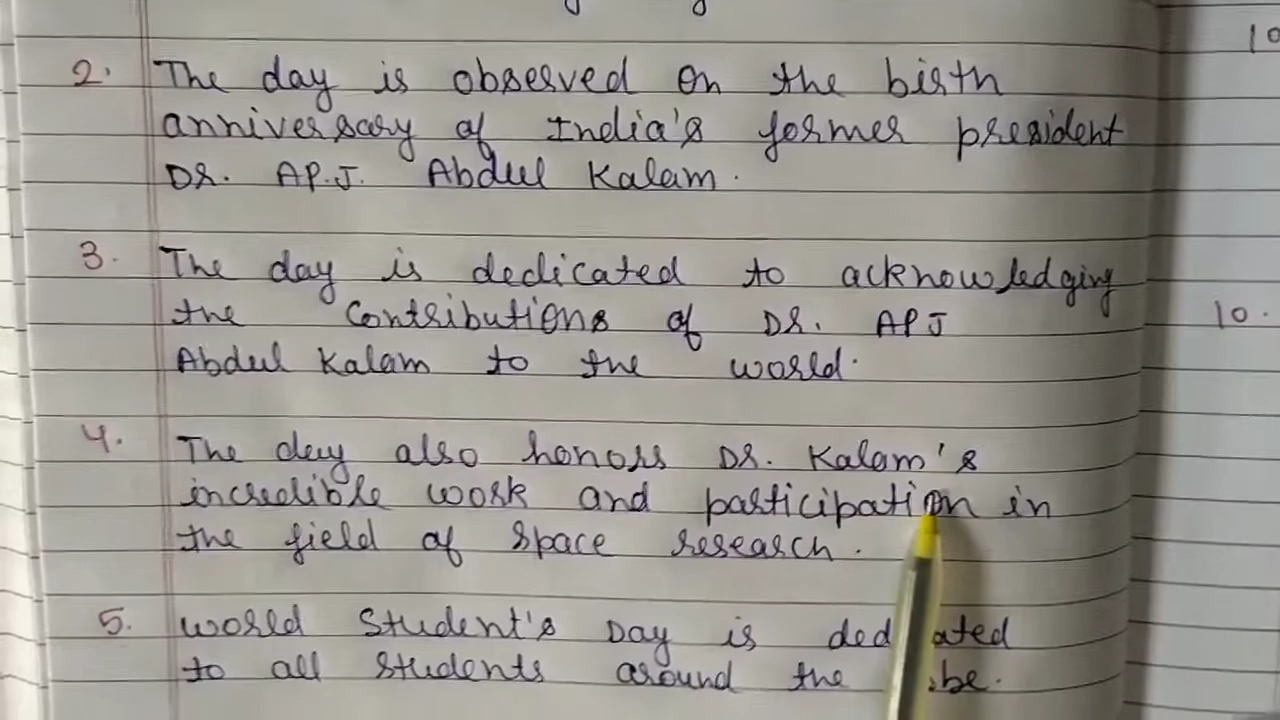 2. The day is observed on the birth
anniversary of India's former president
Dr. AP.J. Abdul Kalam.
3. The day is dedicated to acknowledging
the contributions of Dr. APJ
Abdul Kalam to the world.
4. The day also honors Dr. Kalam's
incredible work and participation in
the field of space research.
5. World Student's Day is
to all students around the
10
10.